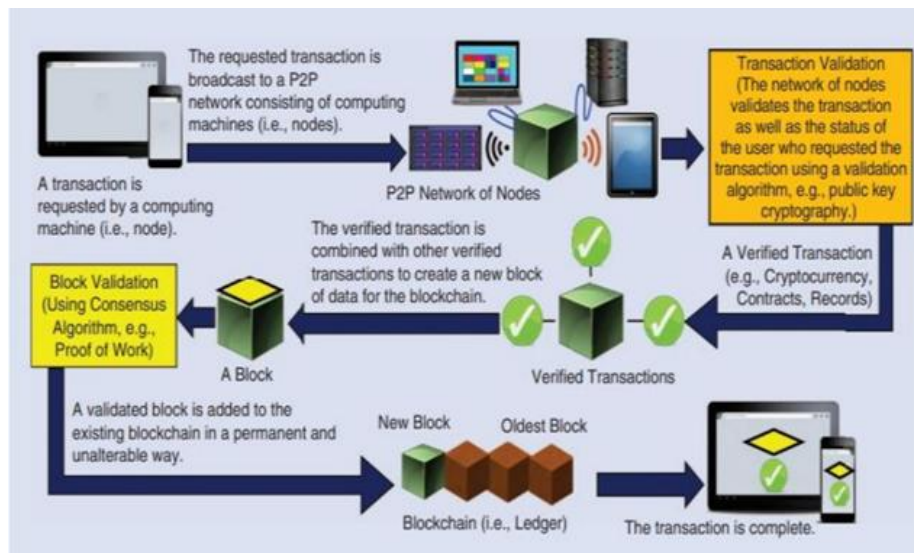 The requested transaction is
broadcast to a P2P
network consisting of computing
machines (i.e., nodes).
A transaction is
requested by a computing
machine (i.e., node).
P2P Network of Nodes
Transaction Validation
(The network of nodes
validates the transaction
as well as the status of
the user who requested the
transaction using a validation
algorithm, e.g., public key
cryptography.)
A Verified Transaction
(e.g., Cryptocurrency,
Contracts, Records)
Verified Transactions
The verified transaction is
combined with other verified
transactions to create a new block
of data for the blockchain.
A Block
Block Validation
(Using Consensus
Algorithm, e.g.,
Proof of Work)
A validated block is added to the
existing blockchain in a permanent and
unalterable way.
New Block
Oldest Block
Blockchain (i.e., Ledger)
The transaction is complete.